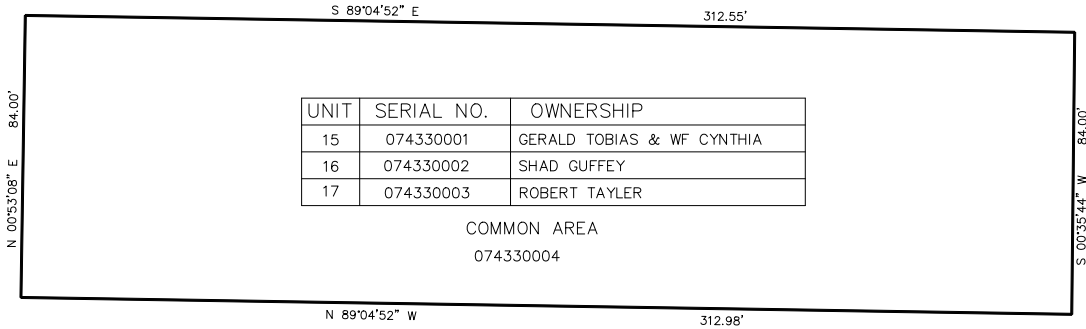 S 89°04'52" E 312.55'
N 00°53'08" E 84.00'
UNIT SERIAL NO. OWNERSHIP
15 074330001 GERALD TOBIAS & WF CYNTHIA
16 074330002 SHAD GUFFEY
17 074330003 ROBERT TAYLER
COMMON AREA
074330004
S 00°35'44" W 84.00'
N 89°04'52" W 312.98'